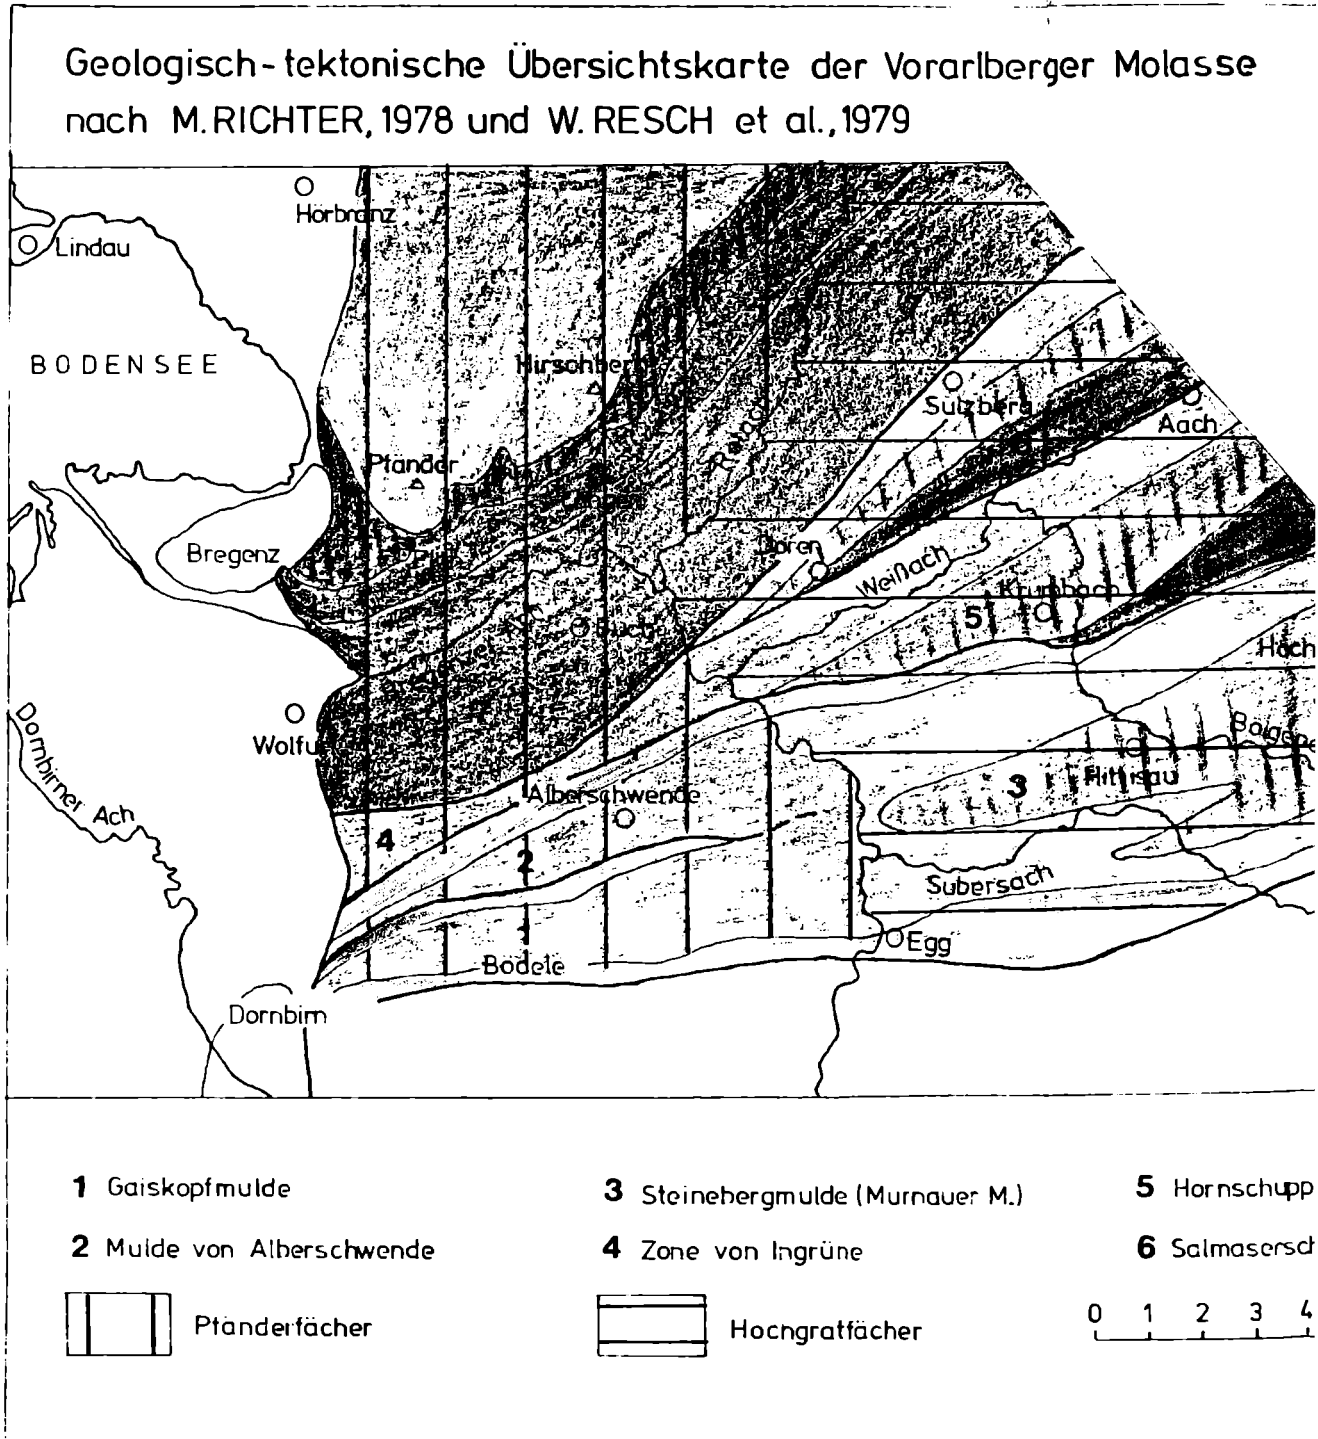 Geologisch-tektonische Übersichtskarte der Vorarlberger Molasse
nach M. RICHTER, 1978 und W. RESCH et al., 1979
Hörbranz
Lindau
BODENSEE
Hirschberg
Sulzberg
Aach
Pfänder
Bregenz
Doren
Weißach
Krumbach
5
Buch
Hoch
Wolfu
Bolgen
Hittisau
3
Dornbirner Ach
Alberschwende
4
2
Subersach
Egg
Bödele
Dornbirn
1 Gaiskopfmulde
3 Steinebergmulde (Murnauer M.)
5 Hornschupp
2 Mulde von Alberschwende
4 Zone von Ingrüne
6 Salmasersch
Pfänderfächer
Hochgratfächer
0 1 2 3 4